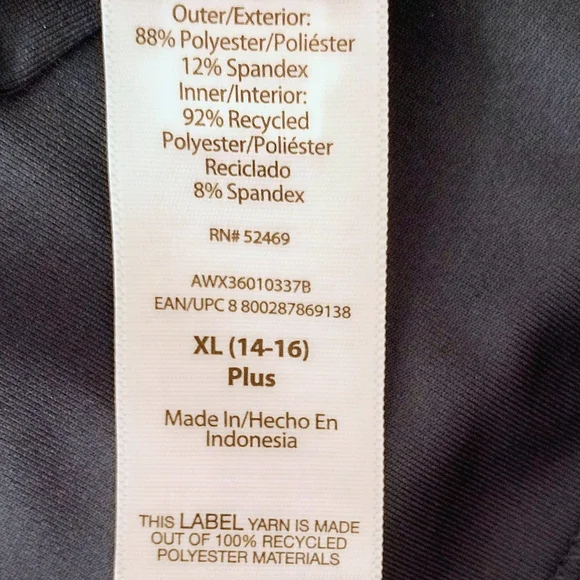 Outer/Exterior:
88% Polyester/Poliéster
12% Spandex
Inner/Interior:
92% Recycled
Polyester/Poliéster
Reciclado
8% Spandex
RN# 52469
AWX36010337B
EAN/UPC 8 800287869138
XL (14-16)
Plus
Made In/Hecho En
Indonesia
THIS LABEL YARN IS MADE
OUT OF 100% RECYCLED
POLYESTER MATERIALS